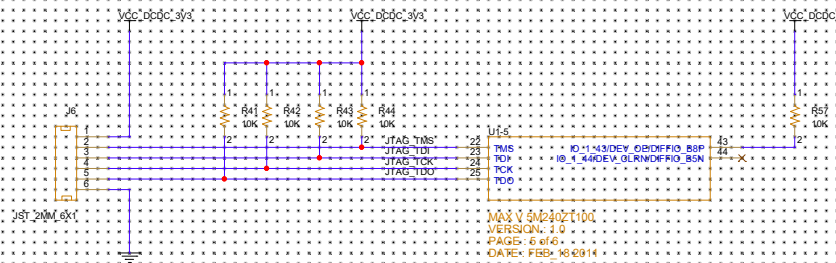 VCC_DCDC_3V3
VCC_DCDC_3V3
VCC_DCDC
J6
1
2
3
4
5
6
JST_2MM_6X1
1
R41
10K
2
1
R42
10K
2
1
R43
10K
2
1
R44
10K
2
JTAG_TMS
JTAG_TDI
JTAG_TCK
JTAG_TDO
22
23
24
25
U1-5
TMS
TDI
TCK
TDO
IO_1_43/DEV_OE/DIFFIO_B8P
IO_1_44/DEV_CLRN/DIFFIO_B5N
43
44
1
R57
10K
2
MAX V 5M240ZT100
VERSION : 1.0
PAGE : 5 of 6
DATE : FEB_18 2011